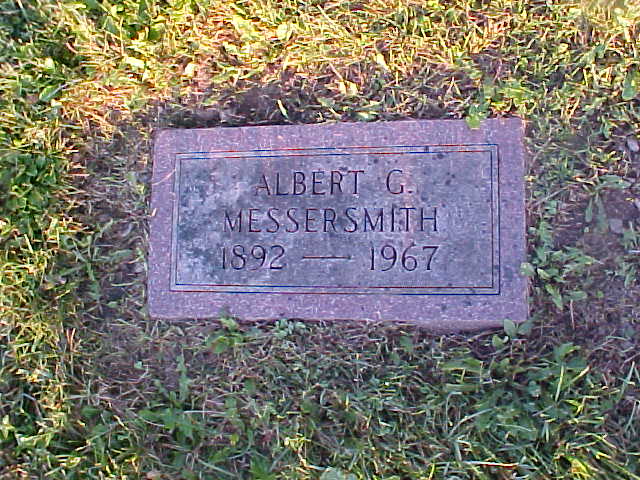 ALBERT G.
MESSERSMITH
1892 — 1967